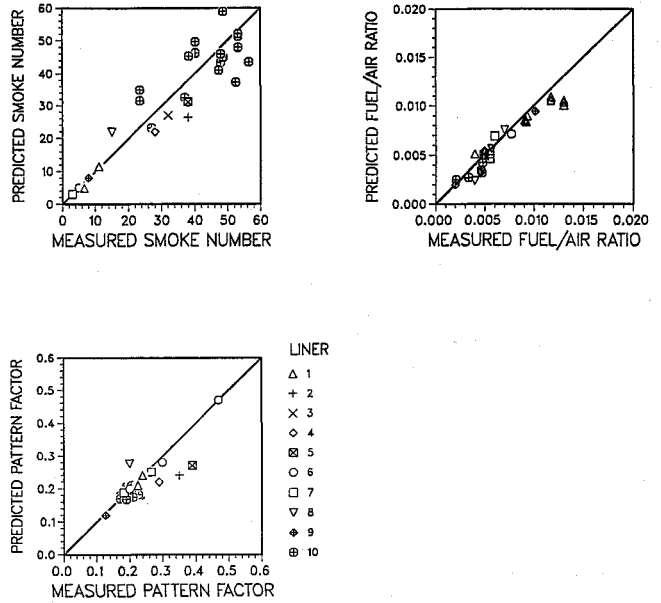 60
50
40
30
20
10
0
PREDICTED SMOKE NUMBER
0 10 20 30 40 50 60
MEASURED SMOKE NUMBER
0.020
0.015
0.010
0.005
0.000
PREDICTED FUEL/AIR RATIO
0.000 0.005 0.010 0.015 0.020
MEASURED FUEL/AIR RATIO
0.6
0.5
0.4
0.3
0.2
0.1
0.0
PREDICTED PATTERN FACTOR
0.0 0.1 0.2 0.3 0.4 0.5 0.6
MEASURED PATTERN FACTOR
LINER
1
2
3
4
5
6
7
8
9
10